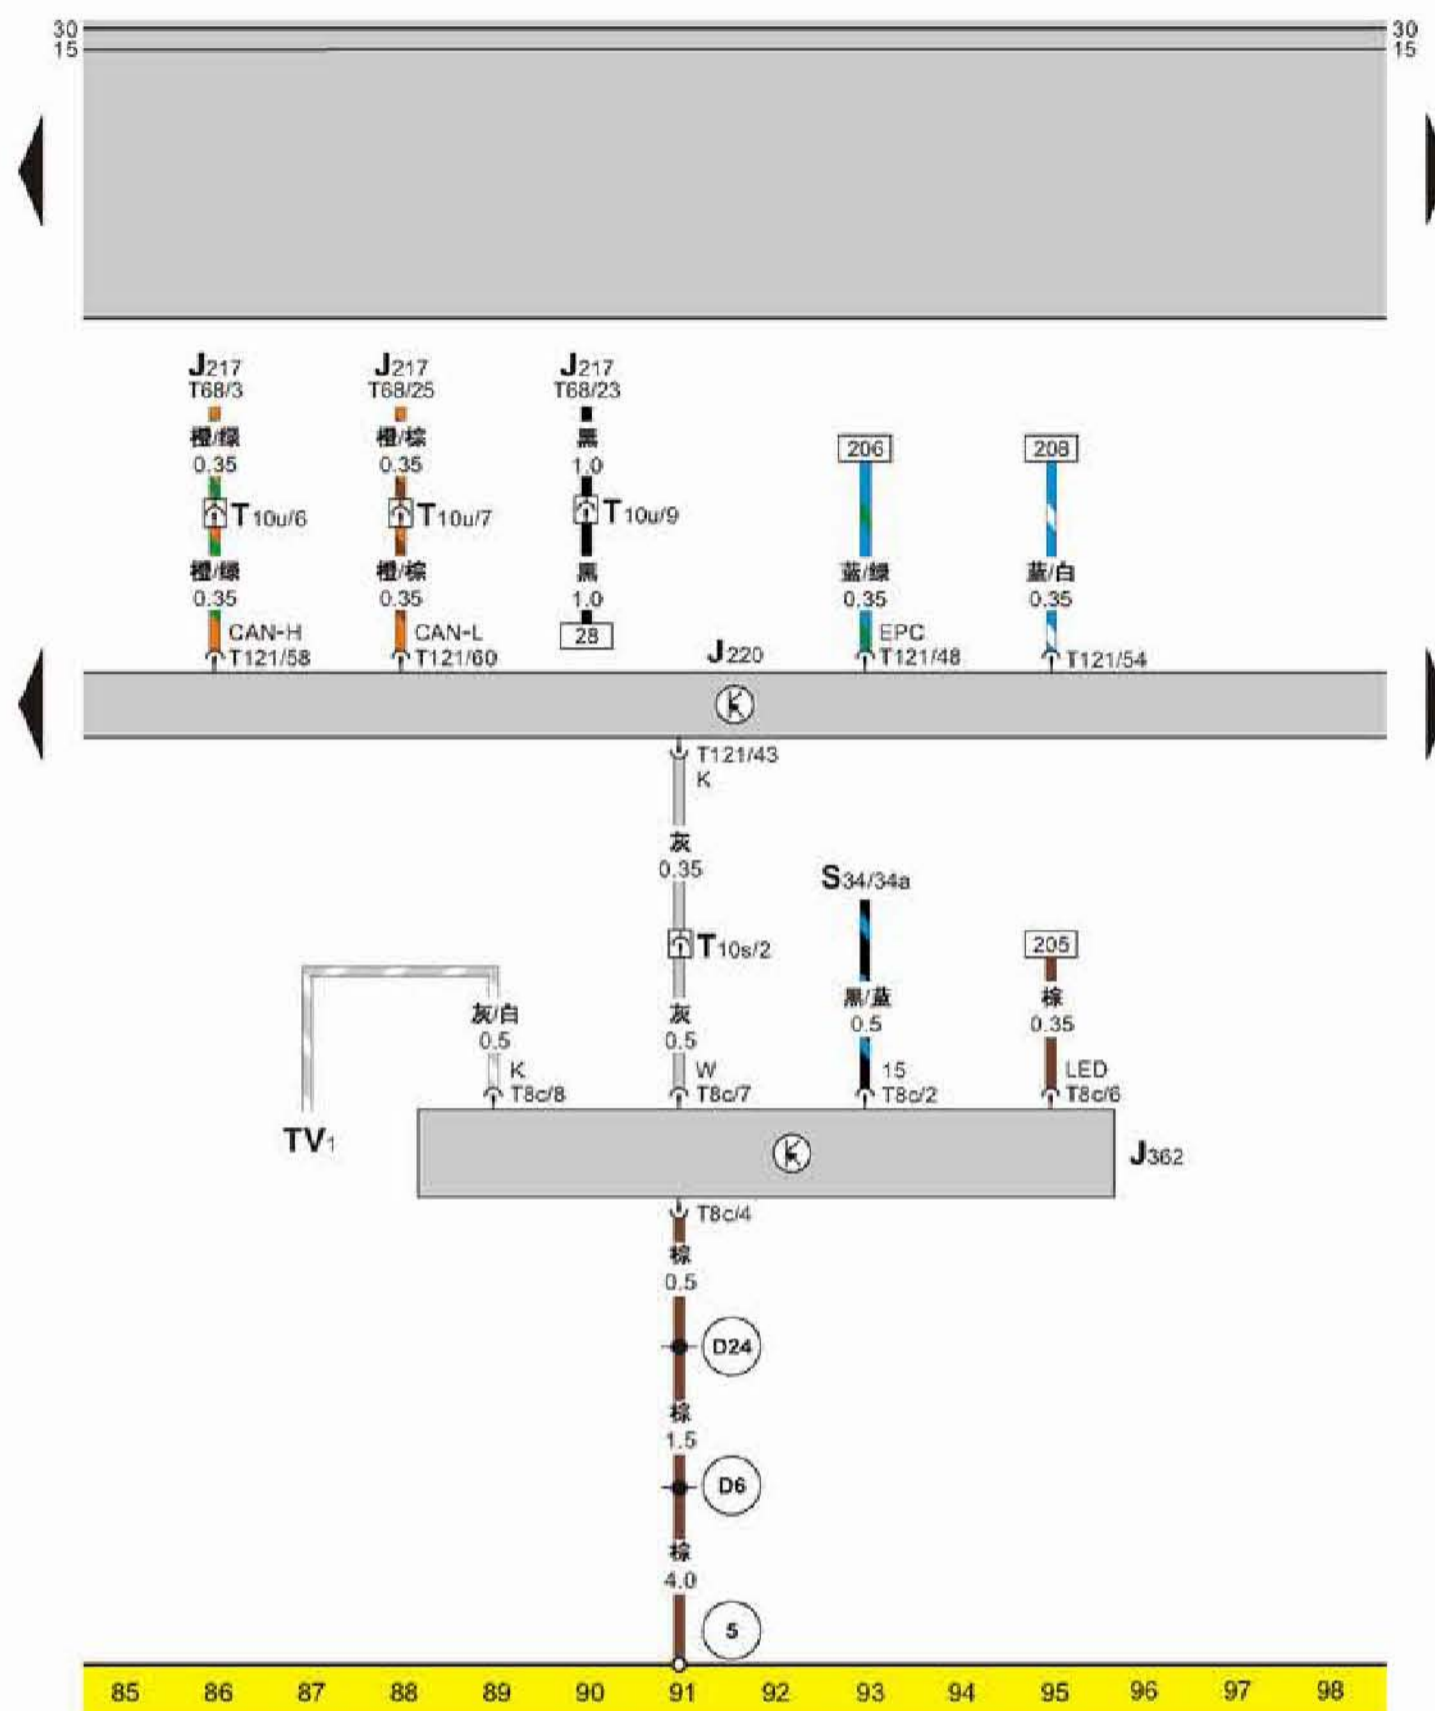 30 30
15 15
J217 J217 J217
T68/3 T68/25 T68/23
橙/绿 橙/棕 黑 206 208
0.35 0.35 1.0
T10u/6 T10u/7 T10u/9
橙/绿 橙/棕 黑 蓝/绿 蓝/白
0.35 0.35 1.0 0.35 0.35
CAN-H CAN-L 28 EPC
J220
T121/58 T121/60 T121/48 T121/54
T121/43
K
灰
0.35 S34/34a
T10s/2 205
灰/白 灰 黑/蓝 棕
0.5 0.5 0.5 0.35
K W 15 LED
T8c/8 T8c/7 T8c/2 T8c/6
TV1 J362
T8c/4
棕
0.5
D24
棕
1.5
D6
棕
4.0
5
85 86 87 88 89 90 91 92 93 94 95 96 97 98